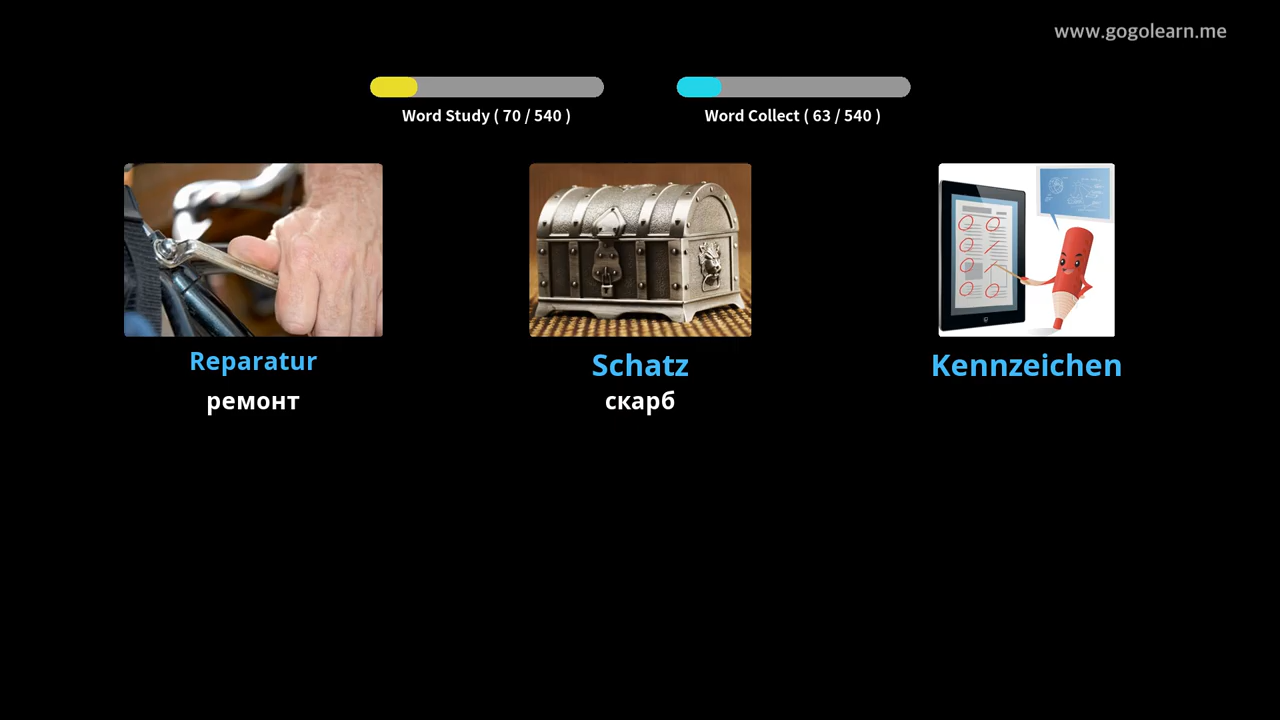 www.gogolearn.me
Word Study ( 70 / 540 )
Word Collect ( 63 / 540 )
Reparatur
ремонт
Schatz
скарб
Kennzeichen